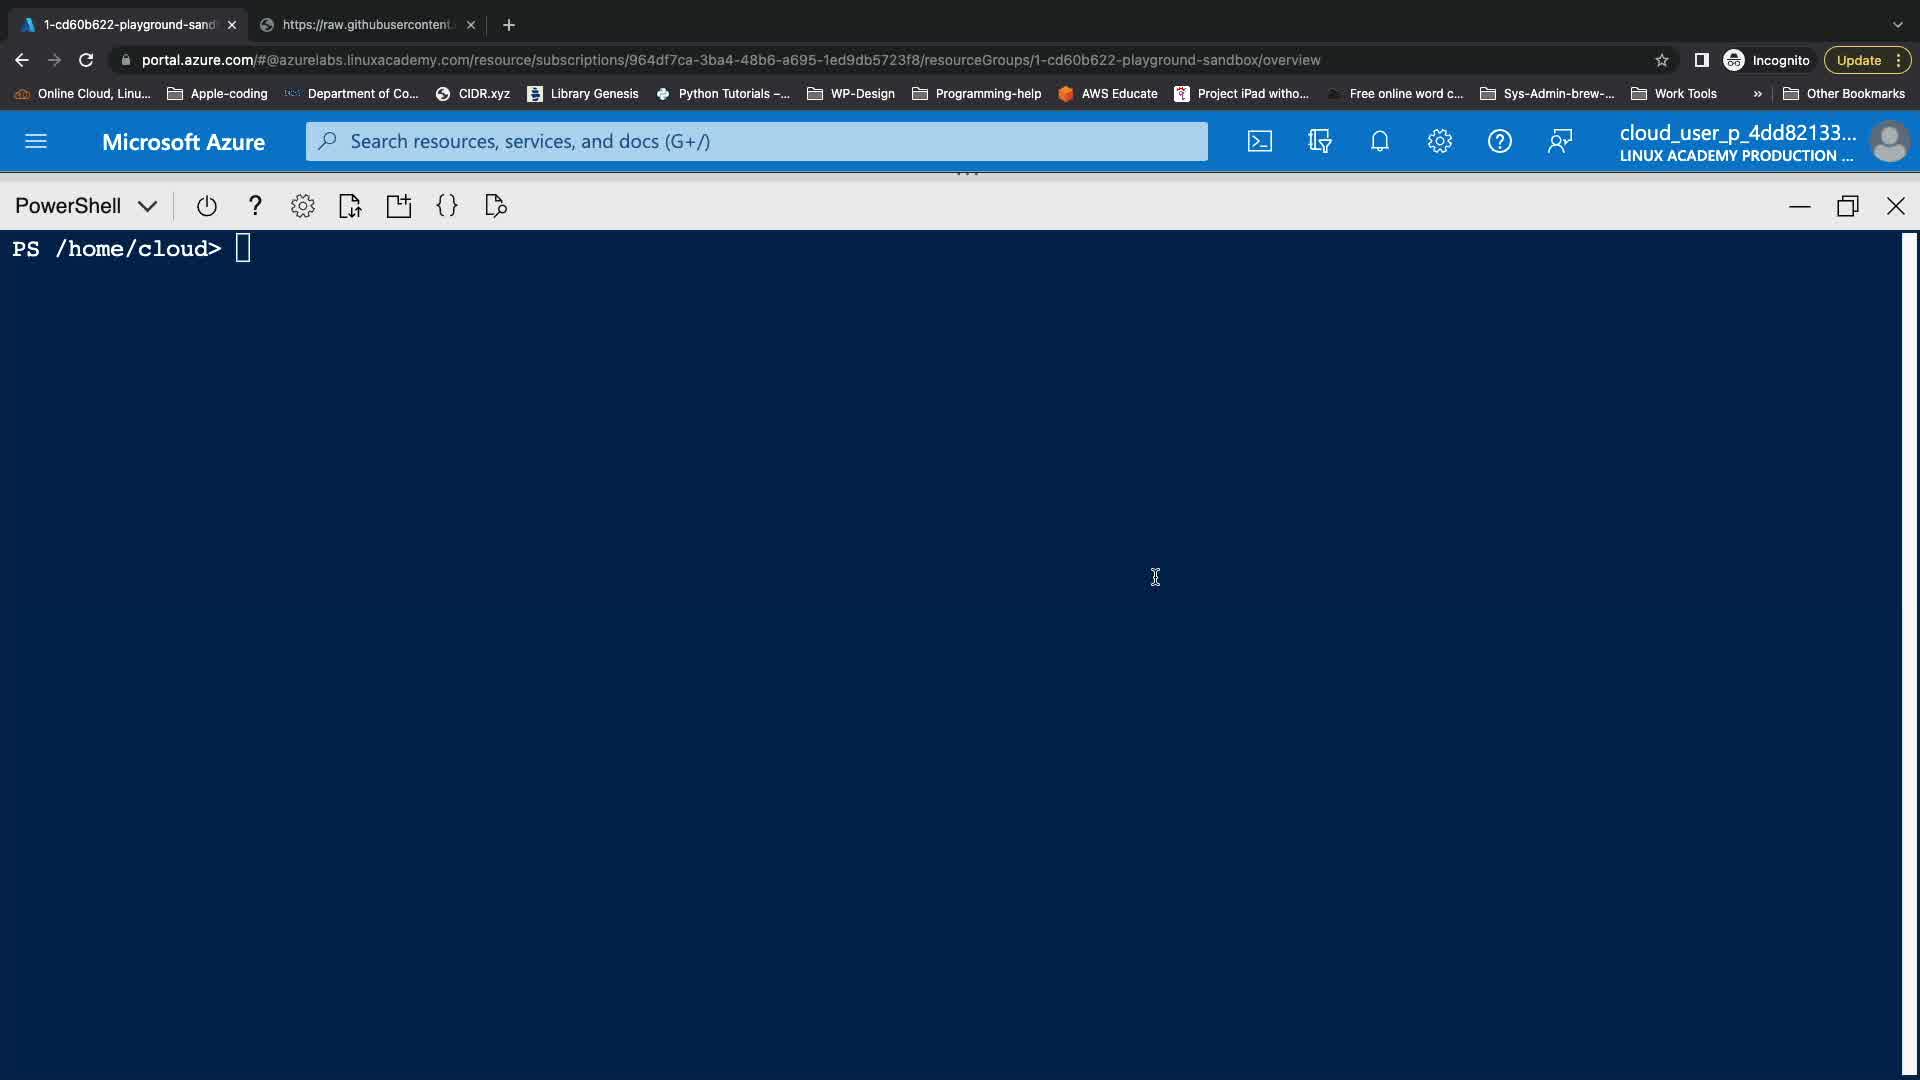 1-cd60b622-playground-sand
https://raw.githubusercontent.
portal.azure.com/#@azurelabs.linuxacademy.com/resource/subscriptions/964df7ca-3ba4-48b6-a695-1ed9db5723f8/resourceGroups/1-cd60b622-playground-sandbox/overview
Incognito
Update
Online Cloud, Linu...
Apple-coding
Department of Co...
CIDR.xyz
Library Genesis
Python Tutorials –...
WP-Design
Programming-help
AWS Educate
Project iPad witho...
Free online word c...
Sys-Admin-brew-...
Work Tools
»
Other Bookmarks
Microsoft Azure
Search resources, services, and docs (G+/)
cloud_user_p_4dd82133...
LINUX ACADEMY PRODUCTION ...
PowerShell
PS /home/cloud>